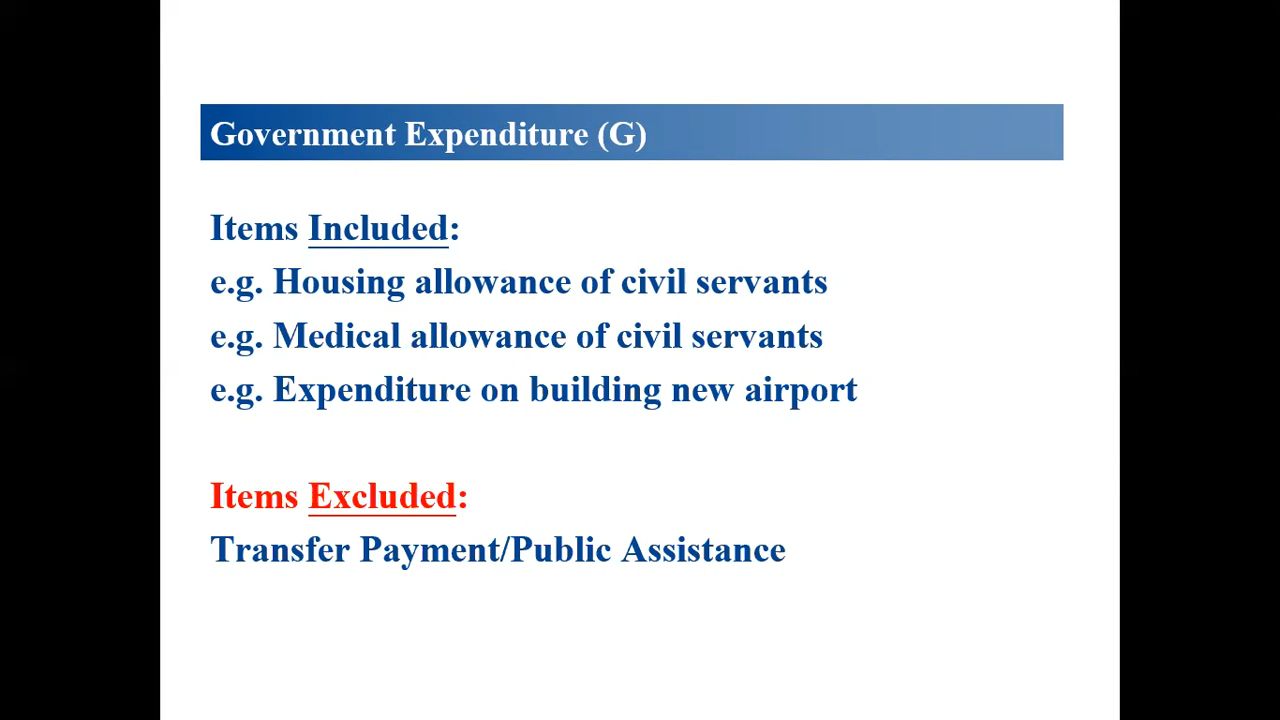 Government Expenditure (G)
Items Included:
e.g. Housing allowance of civil servants
e.g. Medical allowance of civil servants
e.g. Expenditure on building new airport
Items Excluded:
Transfer Payment/Public Assistance